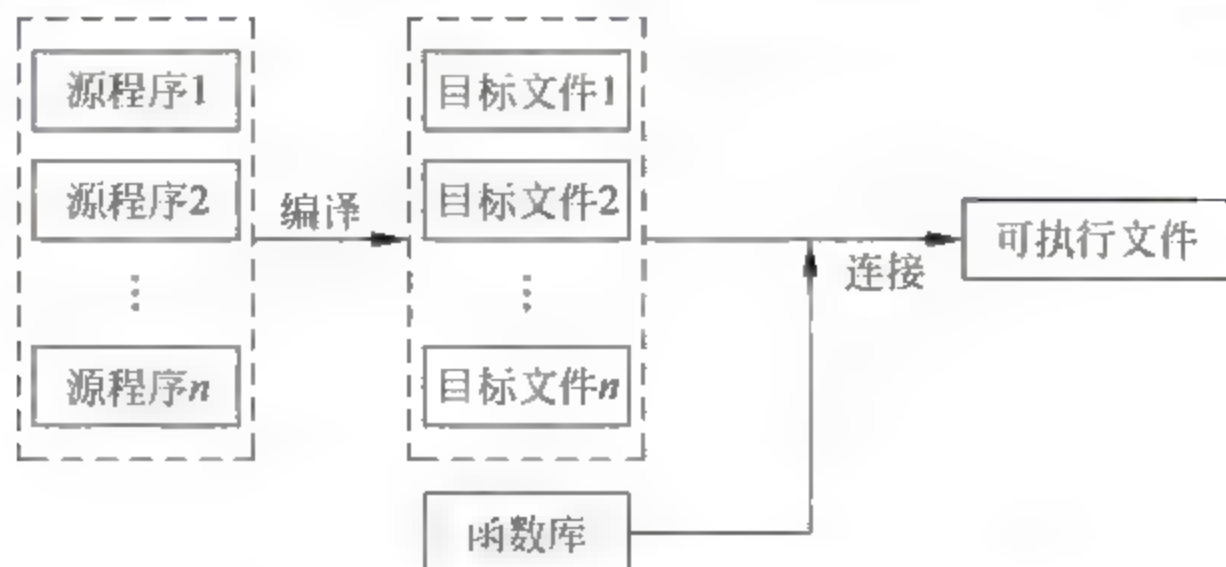 源程序1
源程序2
⋮
源程序n
编译
目标文件1
目标文件2
⋮
目标文件n
函数库
连接
可执行文件